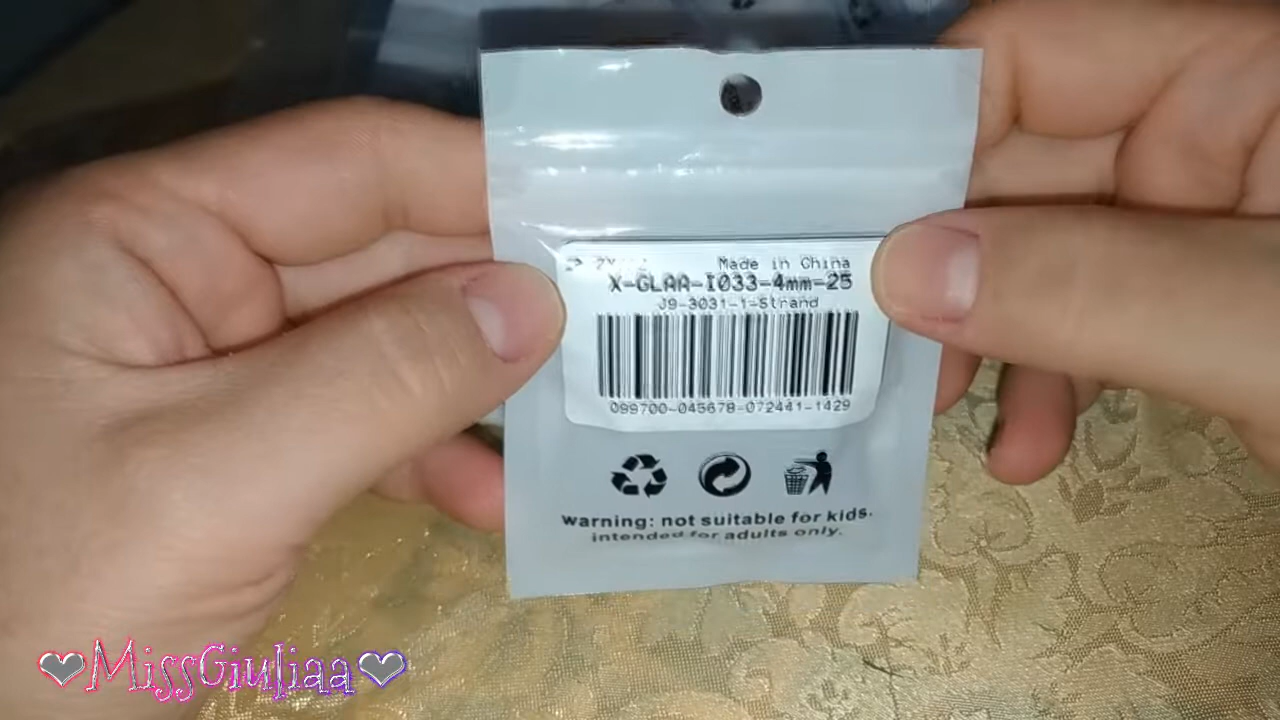 Made in China
X-GLAA-I033-4mm-25
J9-3031-1-Strand
099700-045678-072441-1429
warning: not suitable for kids.
intended for adults only.
❤MissGiuliaa❤